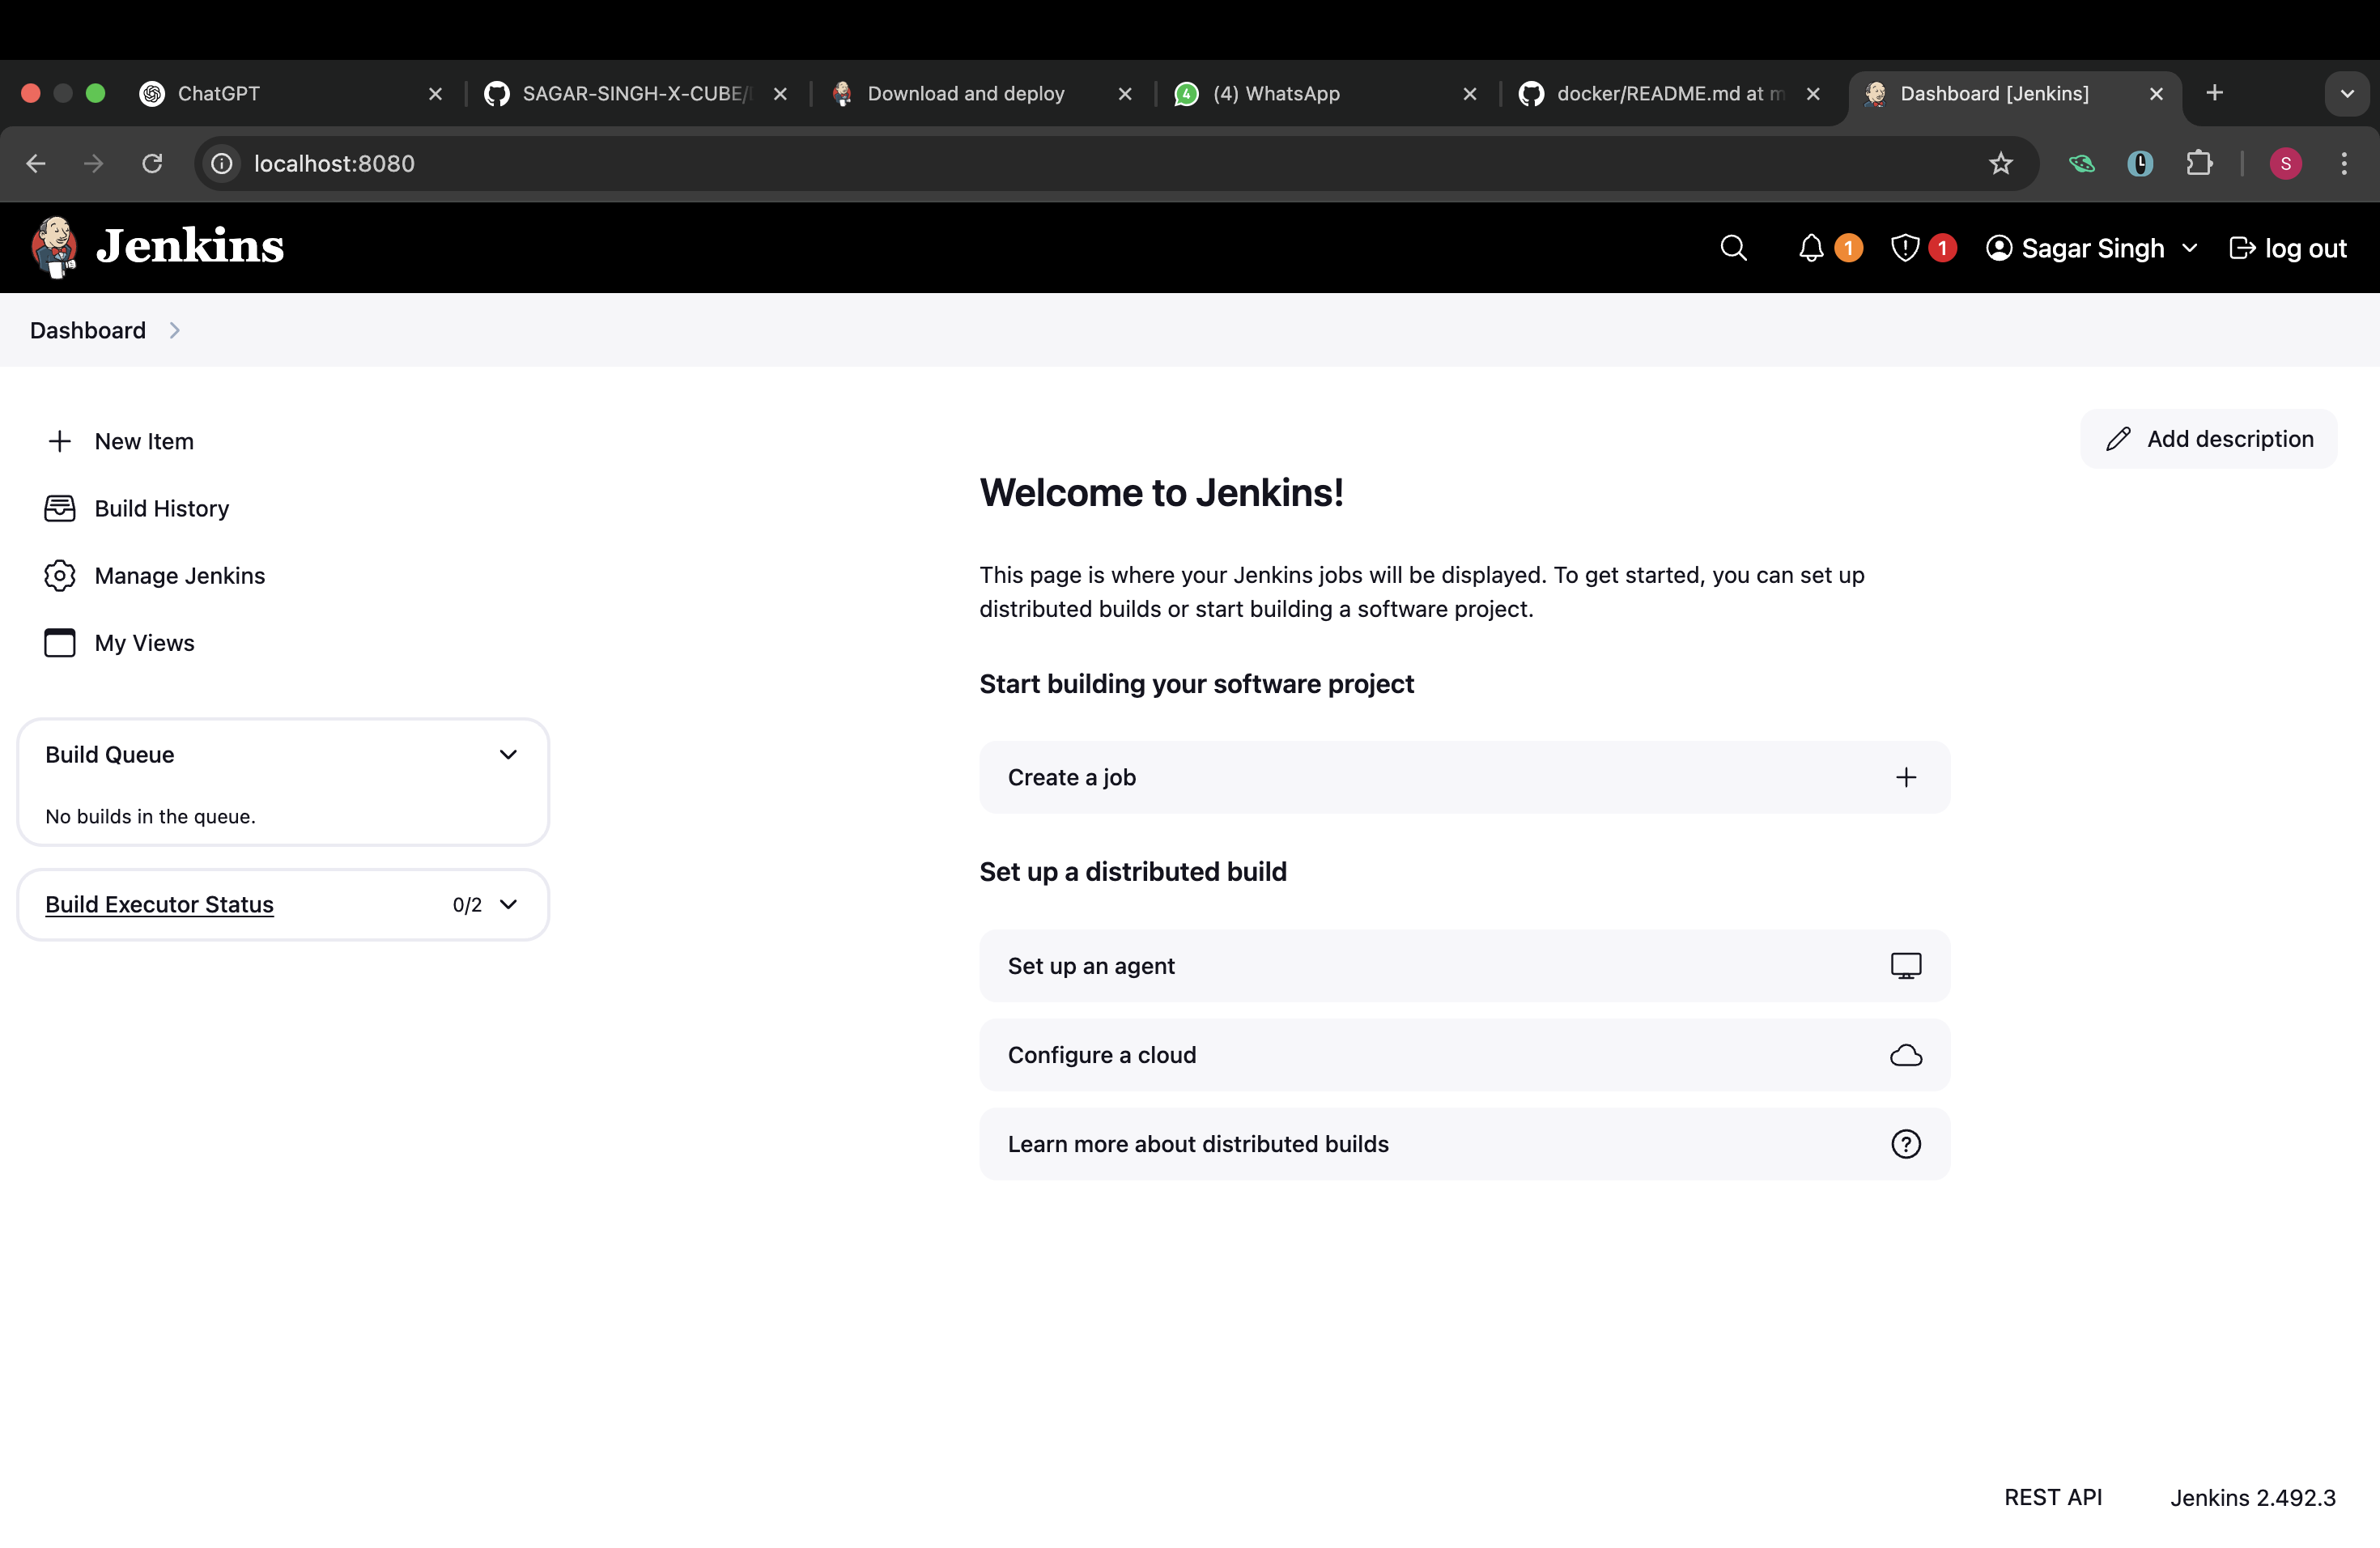 ChatGPT
SAGAR-SINGH-X-CUBE/
Download and deploy
4
(4) WhatsApp
docker/README.md at m
Dashboard [Jenkins]
localhost:8080
S
Jenkins
1
1
Sagar Singh
log out
Dashboard
New Item
Build History
Manage Jenkins
My Views
Build Queue
No builds in the queue.
Build Executor Status
0/2
Add description
Welcome to Jenkins!
This page is where your Jenkins jobs will be displayed. To get started, you can set up
distributed builds or start building a software project.
Start building your software project
Create a job
Set up a distributed build
Set up an agent
Configure a cloud
Learn more about distributed builds
REST API
Jenkins 2.492.3